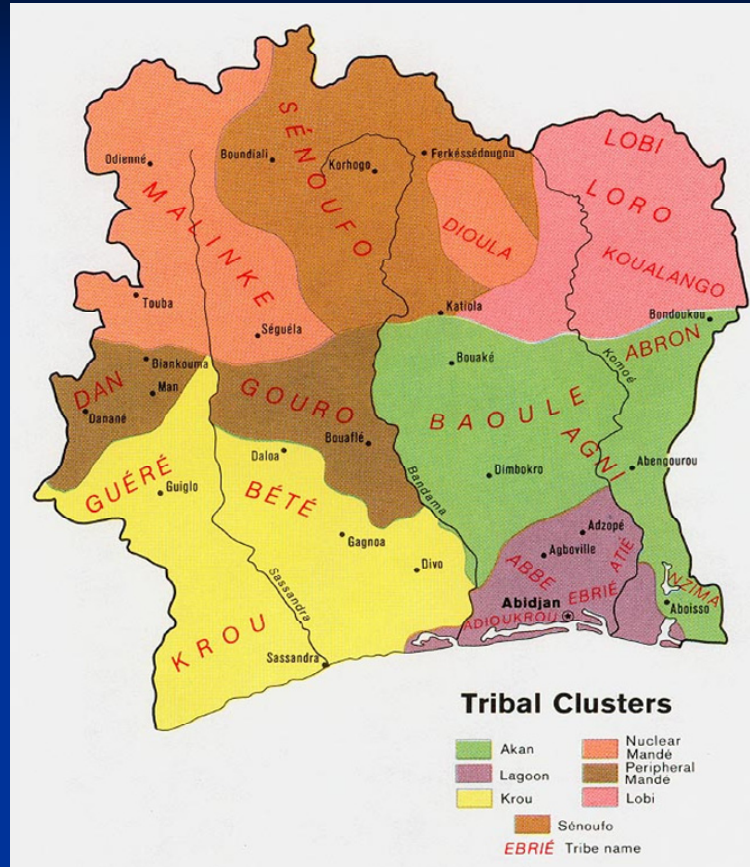 LOBI
SÉNOUFO
LORO
Odienné
Boundiali
Korhogo
Ferkéssédougou
MALINKE
DIOULA
KOUALANGO
Touba
Katiola
Bondoukou
Séguéla
ABRON
Biankouma
Bouaké
Komoé
DAN
Man
GOURO
BAOULE
Danané
Bouaflé
AGNI
Daloa
Abengourou
GUÉRÉ
Guiglo
BÉTÉ
Bandama
Dimbokro
Gagnoa
Adzopé
Agboville
ATIÉ
Divo
ABBE
NZIMA
Sassandra
EBRIÉ
Abidjan
Aboisso
KROU
ADIOUKROU
Sassandra
Tribal Clusters
Akan
Nuclear
Mandé
Lagoon
Peripheral
Mandé
Krou
Lobi
Sénoufo
EBRIÉ Tribe name